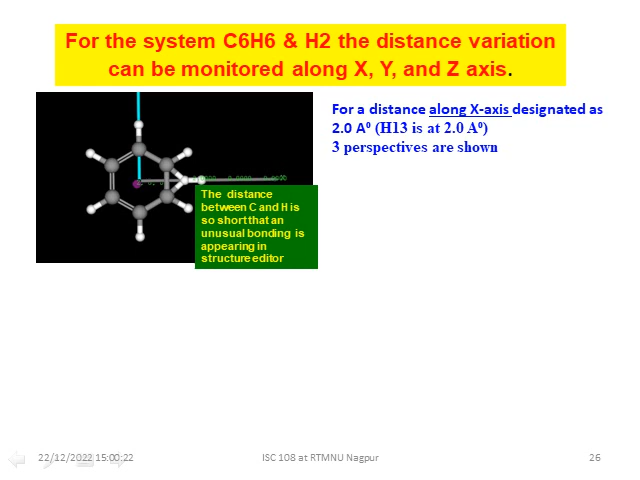 For the system C6H6 & H2 the distance variation
can be monitored along X, Y, and Z axis.
For a distance along X-axis designated as
2.0 A⁰ (H13 is at 2.0 A⁰)
3 perspectives are shown
The distance
between C and H is
so short that an
unusual bonding is
appearing in
structure editor
22/12/2022 15:00:22
ISC 108 at RTMNU Nagpur
26